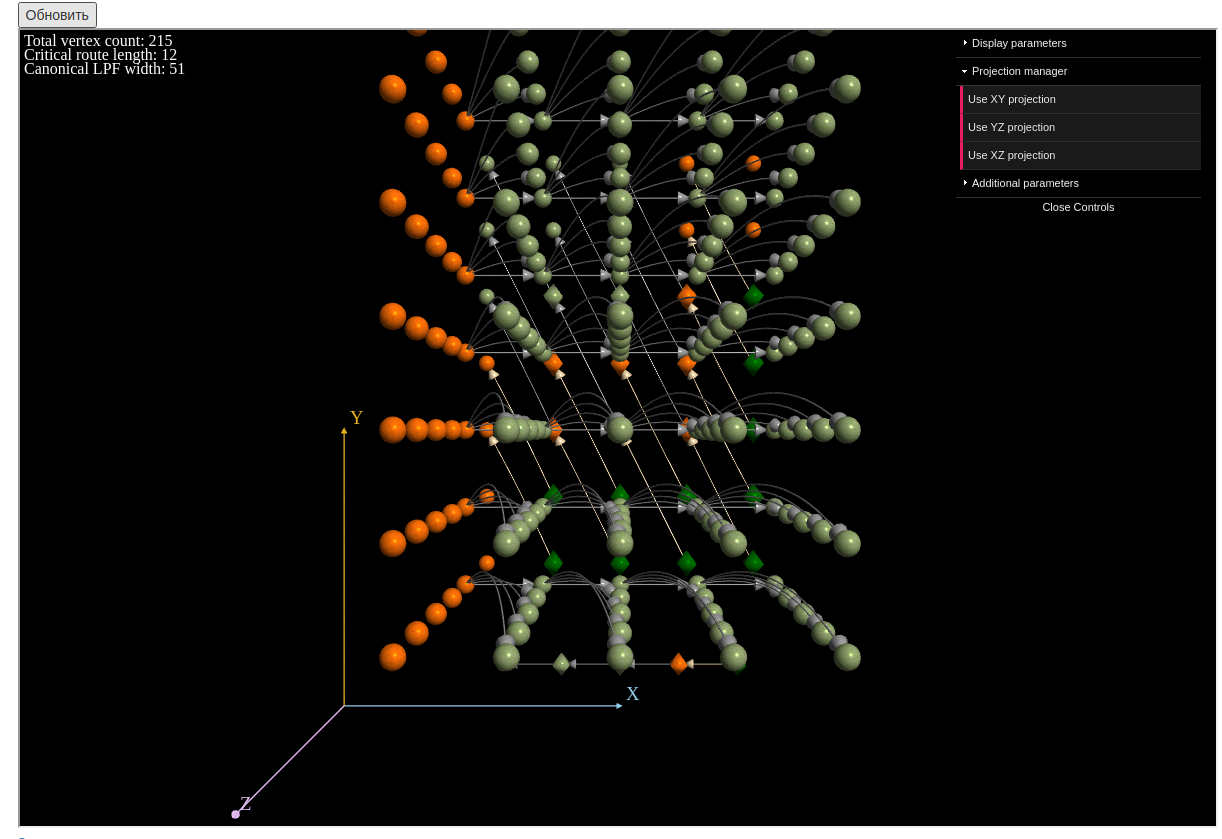 Обновить
Total vertex count: 215
Critical route length: 12
Canonical LPF width: 51
Display parameters
Projection manager
Use XY projection
Use YZ projection
Use XZ projection
Additional parameters
Close Controls
Y
X
Z